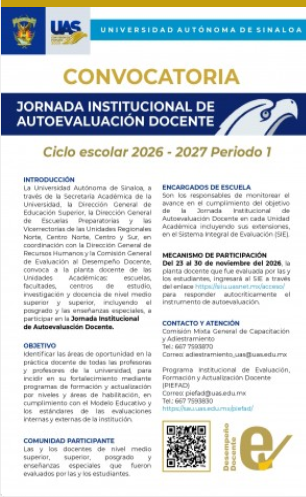 UAS
UNIVERSIDAD AUTÓNOMA DE SINALOA
CONVOCATORIA
JORNADA INSTITUCIONAL DE
AUTOEVALUACIÓN DOCENTE
Ciclo escolar 2026 - 2027 Periodo 1
INTRODUCCIÓN
La Universidad Autónoma de Sinaloa, a
través de la Secretaría Académica de la
Universidad, la Dirección General de
Educación Superior, la Dirección General
de Escuelas Preparatorias y las
Vicerrectorías de las Unidades Regionales
Norte, Centro Norte, Centro y Sur, en
coordinación con la Dirección General de
Recursos Humanos y la Comisión General
de Evaluación al Desempeño Docente,
convoca a la planta docente de las
Unidades Académicas: escuelas,
facultades, centros de estudio,
investigación y docencia de nivel medio
superior y superior, incluyendo el
posgrado y las enseñanzas especiales, a
participar en la Jornada Institucional
de Autoevaluación Docente.
OBJETIVO
Identificar las áreas de oportunidad en la
práctica docente de todas las profesoras
y profesores de la universidad, para
incidir en su fortalecimiento mediante
programas de formación y actualización
por niveles y áreas de habilitación, en
cumplimiento con el Modelo Educativo y
los estándares de las evaluaciones
internas y externas de la institución.
COMUNIDAD PARTICIPANTE
Las y los docentes de nivel medio
superior, superior, posgrado y
enseñanzas especiales que fueron
evaluados por las y los estudiantes.
ENCARGADOS DE ESCUELA
Son los responsables de monitorear el
avance en el cumplimiento del objetivo
de la Jornada Institucional de
Autoevaluación Docente en cada Unidad
Académica incluyendo sus extensiones,
en el Sistema Integral de Evaluación (SIE).
MECANISMO DE PARTICIPACIÓN
Del 23 al 30 de noviembre del 2026, la
planta docente que fue evaluada por las y
los estudiantes, ingresará al SIE a través
del enlace https://eru.uasnet.mx/acceso/
para responder autocríticamente el
instrumento de autoevaluación.
CONTACTO Y ATENCIÓN
Comisión Mixta General de Capacitación
y Adiestramiento
Tel.: 667 7593870
Correo: adiestramiento_uas@uas.edu.mx
Programa Institucional de Evaluación,
Formación y Actualización Docente
(PIEFAD)
Correo: piefad@uas.edu.mx
Tel.: 667 7593830
https://sau.uas.edu.mx/piefad/
Desempeño
Docente